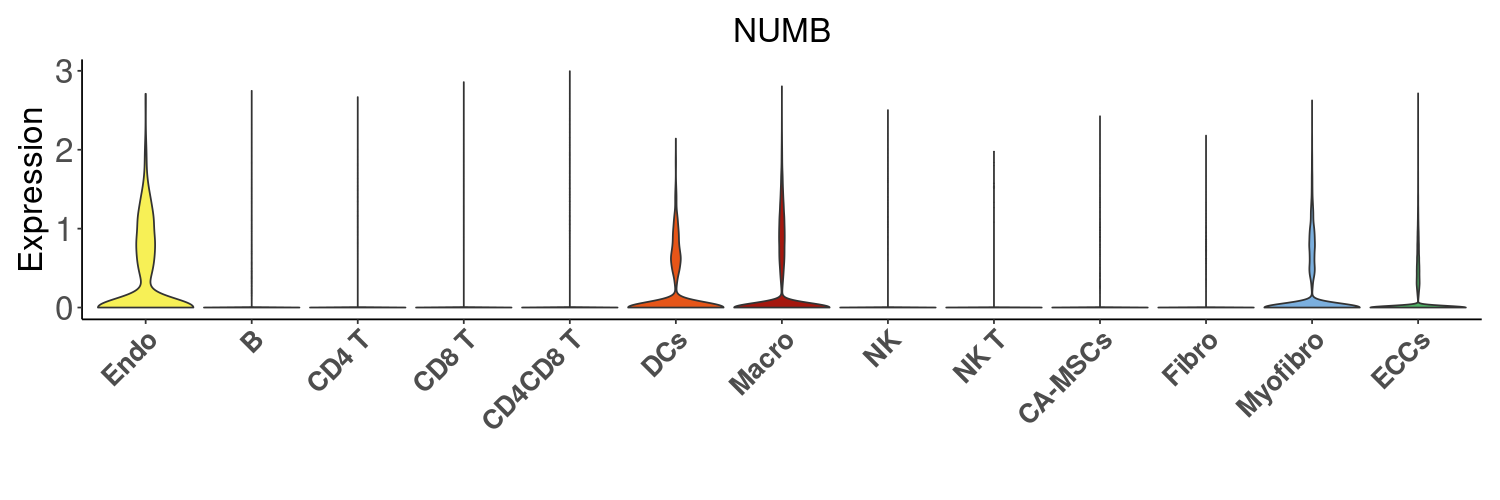 NUMB
Expression
3
2
1
0
Endo
B
CD4 T
CD8 T
CD4CD8 T
DCs
Macro
NK
NK T
CA-MSCs
Fibro
Myofibro
ECCs